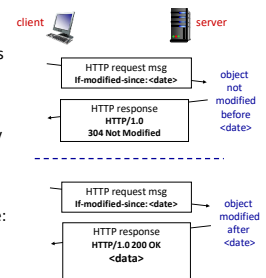 client
server
s
HTTP request msg
If-modified-since: <date>
object
not
modified
before
<date>
HTTP response
HTTP/1.0
304 Not Modified
y
HTTP request msg
If-modified-since: <date>
object
modified
after
<date>
e:
HTTP response
HTTP/1.0 200 OK
<data>